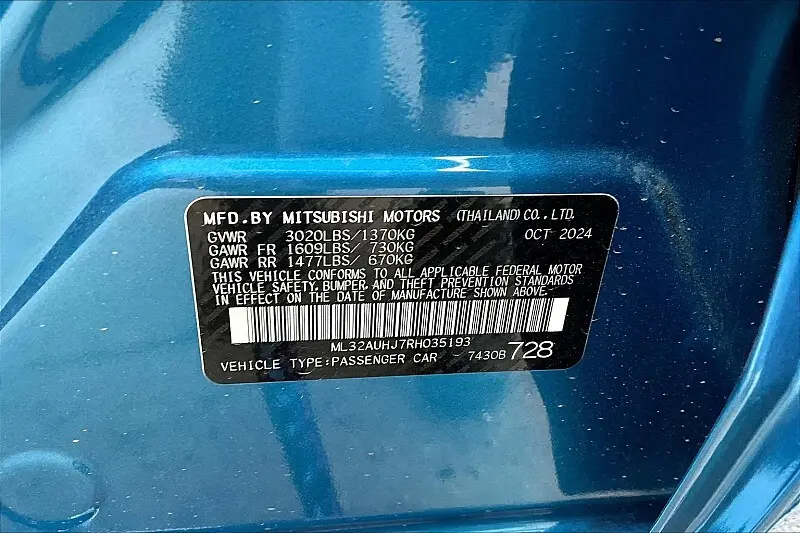 MFD.BY MITSUBISHI MOTORS (THAILAND)CO.,LTD.
GVWR 3020LBS/1370KG OCT 2024
GAWR FR 1609LBS/ 730KG
GAWR RR 1477LBS/ 670KG
THIS VEHICLE CONFORMS TO ALL APPLICABLE FEDERAL MOTOR
VEHICLE SAFETY, BUMPER, AND THEFT PREVENTION STANDARDS
IN EFFECT ON THE DATE OF MANUFACTURE SHOWN ABOVE.
ML32AUHJ7RH035193
VEHICLE TYPE:PASSENGER CAR 7430B 728